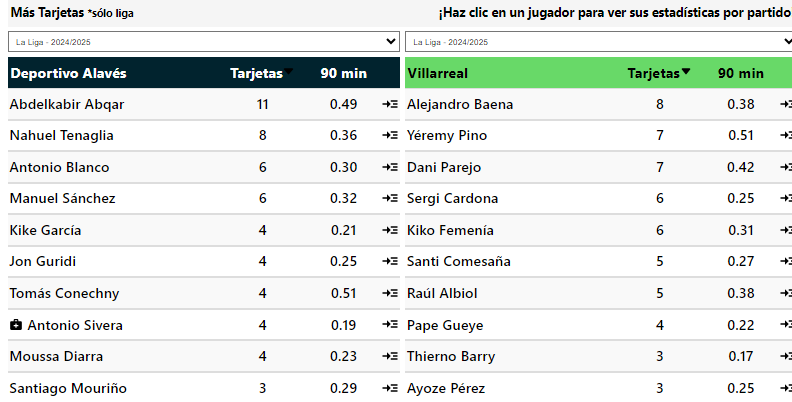 Más Tarjetas *sólo liga
¡Haz clic en un jugador para ver sus estadísticas por partido
La Liga - 2024/2025
Deportivo Alavés Tarjetas 90 min
Abdelkabir Abqar 11 0.49
Nahuel Tenaglia 8 0.36
Antonio Blanco 6 0.30
Manuel Sánchez 6 0.32
Kike García 4 0.21
Jon Guridi 4 0.25
Tomás Conechny 4 0.51
Antonio Sivera 4 0.19
Moussa Diarra 4 0.23
Santiago Mouriño 3 0.29
La Liga - 2024/2025
Villarreal Tarjetas 90 min
Alejandro Baena 8 0.38
Yéremy Pino 7 0.51
Dani Parejo 7 0.42
Sergi Cardona 6 0.25
Kiko Femenía 6 0.31
Santi Comesaña 5 0.27
Raúl Albiol 5 0.38
Pape Gueye 4 0.22
Thierno Barry 3 0.17
Ayoze Pérez 3 0.25